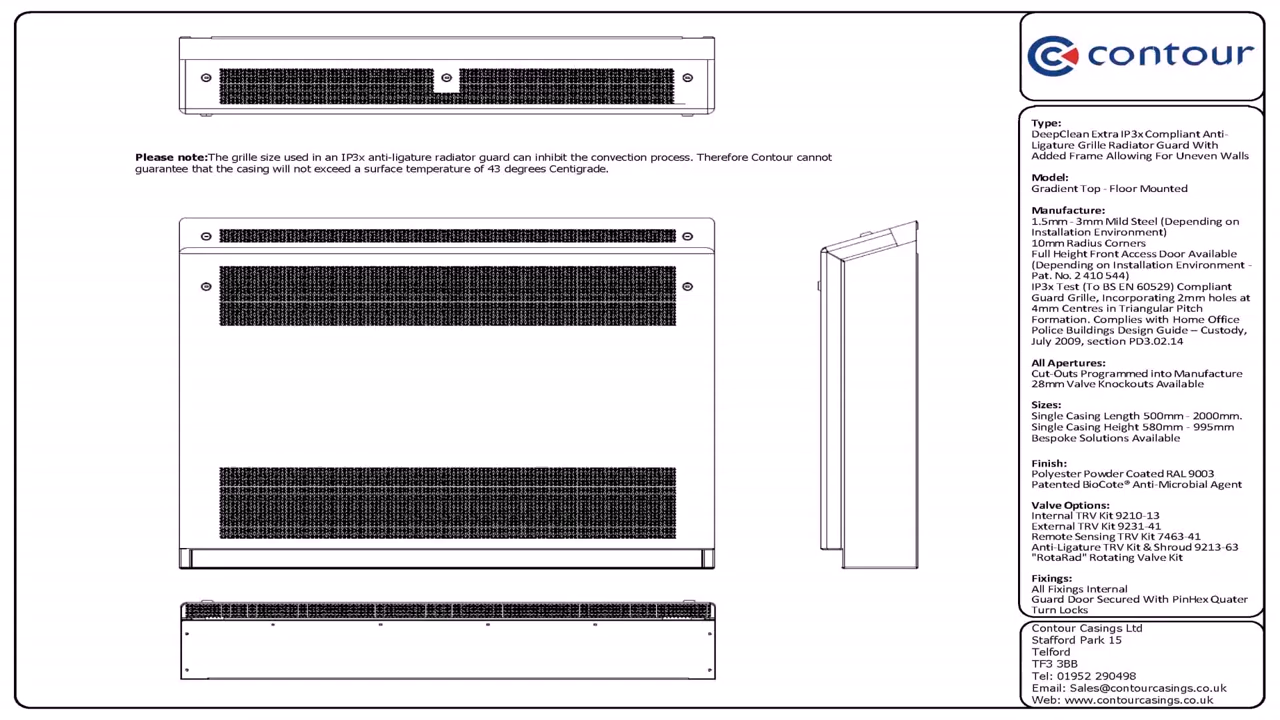 contour
Please note:The grille size used in an IP3x anti-ligature radiator guard can inhibit the convection process. Therefore Contour cannot
guarantee that the casing will not exceed a surface temperature of 43 degrees Centigrade.
Type:
DeepClean Extra IP3x Compliant Anti-
Ligature Grille Radiator Guard With
Added Frame Allowing For Uneven Walls
Model:
Gradient Top - Floor Mounted
Manufacture:
1.5mm - 3mm Mild Steel (Depending on
Installation Environment)
10mm Radius Corners
Full Height Front Access Door Available
(Depending on Installation Environment -
Pat. No. 2 410 544)
IP3x Test (To BS EN 60529) Compliant
Guard Grille, Incorporating 2mm holes at
4mm Centres in Triangular Pitch
Formation. Complies with Home Office
Police Buildings Design Guide – Custody,
July 2009, section PD3.02.14
All Apertures:
Cut-Outs Programmed into Manufacture
28mm Valve Knockouts Available
Sizes:
Single Casing Length 500mm - 2000mm.
Single Casing Height 580mm - 995mm
Bespoke Solutions Available
Finish:
Polyester Powder Coated RAL 9003
Patented BioCote® Anti-Microbial Agent
Valve Options:
Internal TRV Kit 9210-13
External TRV Kit 9231-41
Remote Sensing TRV Kit 7463-41
Anti-Ligature TRV Kit & Shroud 9213-63
"RotaRad" Rotating Valve Kit
Fixings:
All Fixings Internal
Guard Door Secured With PinHex Quater
Turn Locks
Contour Casings Ltd
Stafford Park 15
Telford
TF3 3BB
Tel: 01952 290498
Email: Sales@contourcasings.co.uk
Web: www.contourcasings.co.uk